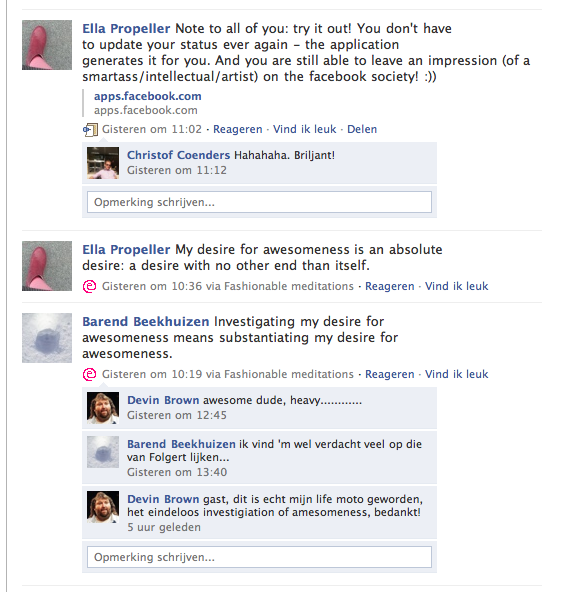 Ella Propeller Note to all of you: try it out! You don't have
to update your status ever again – the application
generates it for you. And you are still able to leave an impression (of a
smartass/intellectual/artist) on the facebook society! :))
apps.facebook.com
apps.facebook.com
Gisteren om 11:02 · Reageren · Vind ik leuk · Delen
Christof Coenders Hahahaha. Briljant!
Gisteren om 11:12
Opmerking schrijven...
Ella Propeller My desire for awesomeness is an absolute
desire: a desire with no other end than itself.
Gisteren om 10:36 via Fashionable meditations · Reageren · Vind ik leuk
Barend Beekhuizen Investigating my desire for
awesomeness means substantiating my desire for
awesomeness.
Gisteren om 10:19 via Fashionable meditations · Reageren · Vind ik leuk
Devin Brown awesome dude, heavy............
Gisteren om 12:45
Barend Beekhuizen ik vind 'm wel verdacht veel op die
van Folgert lijken...
Gisteren om 13:40
Devin Brown gast, dit is echt mijn life moto geworden,
het eindeloos investigiation of amesomeness, bedankt!
5 uur geleden
Opmerking schrijven...